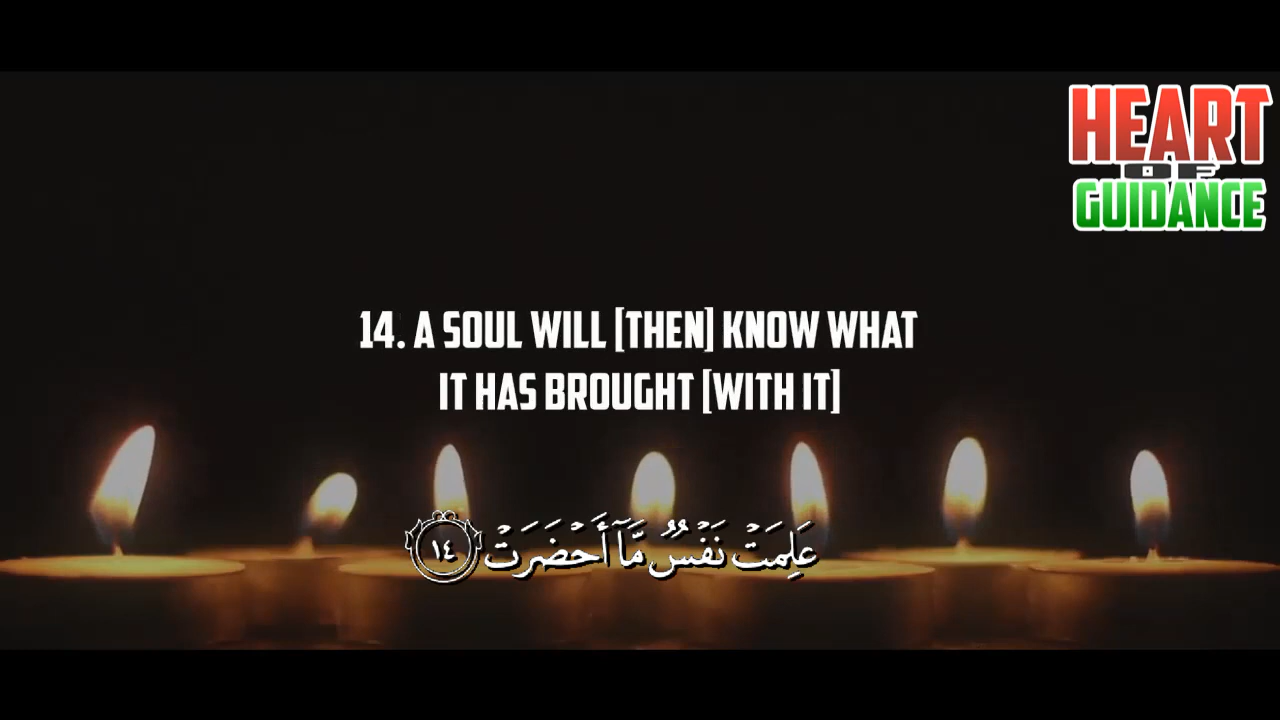 HEART
OF
GUIDANCE
14. A SOUL WILL [THEN] KNOW WHAT
IT HAS BROUGHT [WITH IT]
عَلِمَتْ نَفْسٌ مَّآ أَحْضَرَتْ ١٤